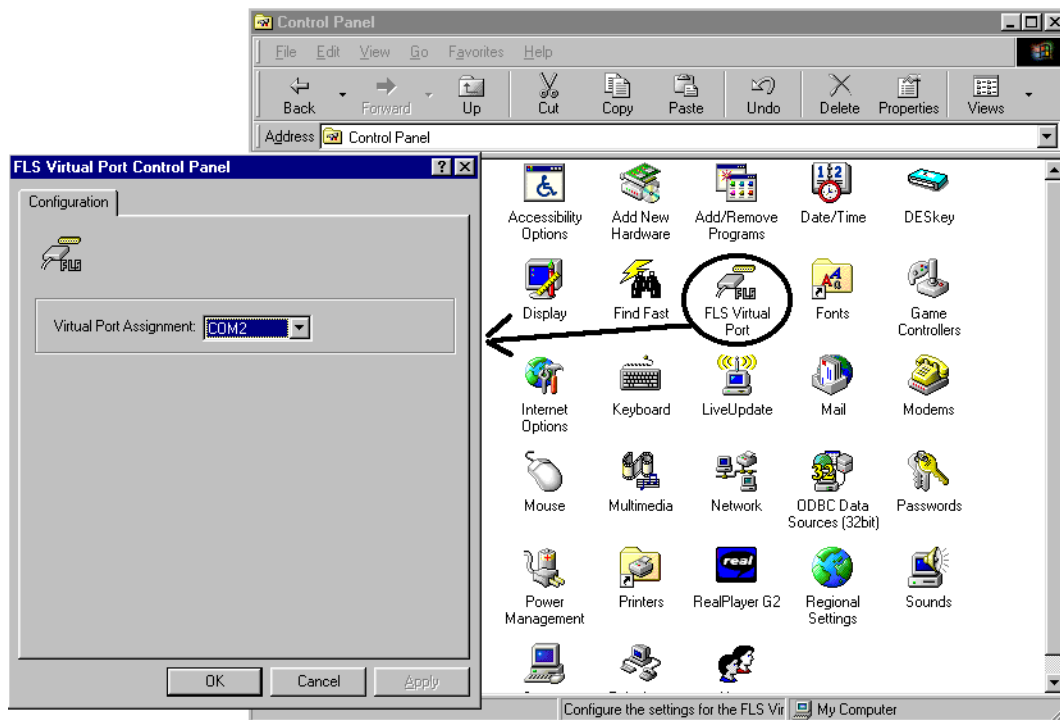 Control Panel
File Edit View Go Favorites Help
Back Forward Up Cut Copy Paste Undo Delete Properties Views
Address Control Panel
FLS Virtual Port Control Panel
Configuration
FLS
Virtual Port Assignment: COM2
OK Cancel Apply
Accessibility Options
Add New Hardware
Add/Remove Programs
Date/Time
DESkey
Display
Find Fast
FLS
FLS Virtual Port
Fonts
Game Controllers
Internet Options
Keyboard
LiveUpdate
Mail
Modems
Mouse
Multimedia
Network
32
ODBC Data Sources (32bit)
Passwords
Power Management
Printers
real
RealPlayer G2
Regional Settings
Sounds
Configure the settings for the FLS Vir
My Computer